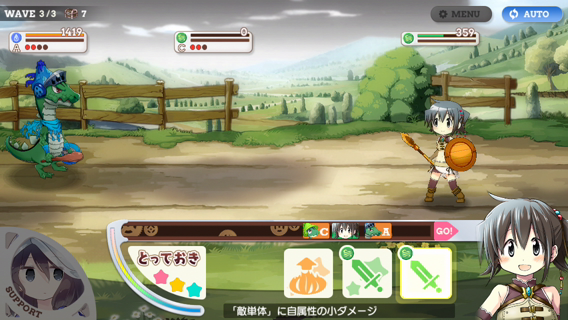 WAVE 3/3 7
MENU
AUTO
1419
A
0
C
359
C
A
GO!
とっておき
SUPPORT
「敵単体」に自属性の小ダメージ